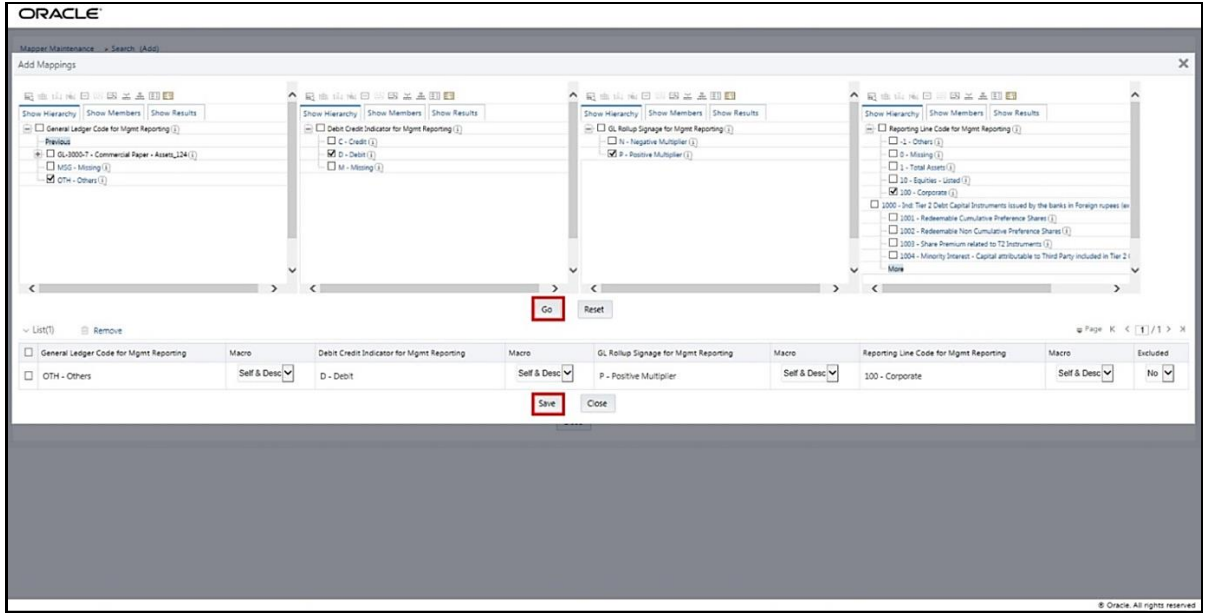 ORACLE
Mapper Maintenance » Search (Add)
Add Mappings
Show Hierarchy Show Members Show Results
General Ledger Code for Mgmt Reporting
Previous
GL-3000-7 - Commercial Paper - Assets_124
MSG - Missing
OTH - Others
Show Hierarchy Show Members Show Results
Debit Credit Indicator for Mgmt Reporting
C - Credit
D - Debit
M - Missing
Show Hierarchy Show Members Show Results
GL Rollup Signage for Mgmt Reporting
N - Negative Multiplier
P - Positive Multiplier
Show Hierarchy Show Members Show Results
Reporting Line Code for Mgmt Reporting
-1 - Others
0 - Missing
1 - Total Assets
10 - Equities - Listed
100 - Corporate
1000 - Ind: Tier 2 Debt Capital Instruments issued by the banks in Foreign rupees
1001 - Redeemable Cumulative Preference Shares
1002 - Redeemable Non Cumulative Preference Shares
1003 - Share Premium related to T2 Instruments
1004 - Minority Interest - Capital attributable to Third Party included in Tier 2
More
Go Reset
List(1) Remove Page 1 / 1
General Ledger Code for Mgmt Reporting Macro Debit Credit Indicator for Mgmt Reporting Macro GL Rollup Signage for Mgmt Reporting Macro Reporting Line Code for Mgmt Reporting Macro Excluded
OTH - Others Self & Desc D - Debit Self & Desc P - Positive Multiplier Self & Desc 100 - Corporate Self & Desc No
Save Close
© Oracle. All rights reserved